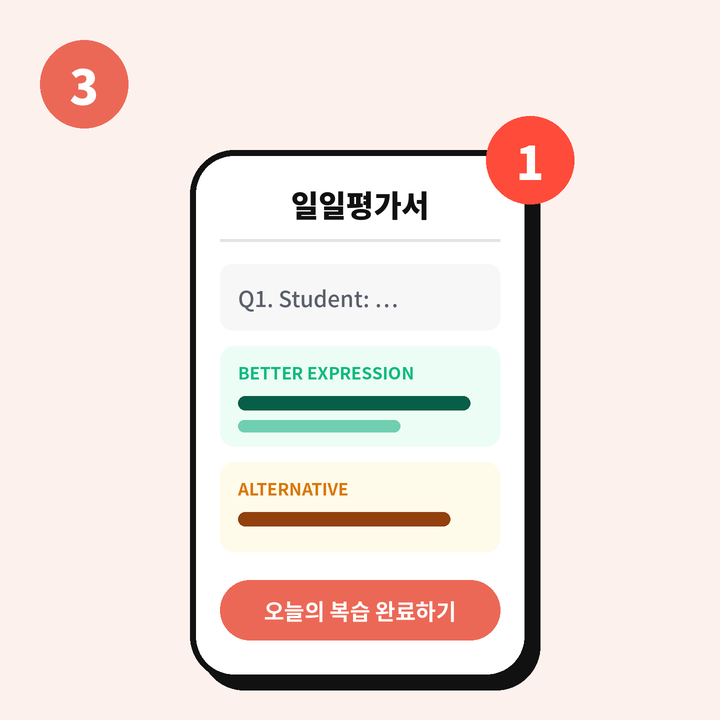 3
1
일일평가서
Q1. Student: ...
BETTER EXPRESSION
ALTERNATIVE
오늘의 복습 완료하기